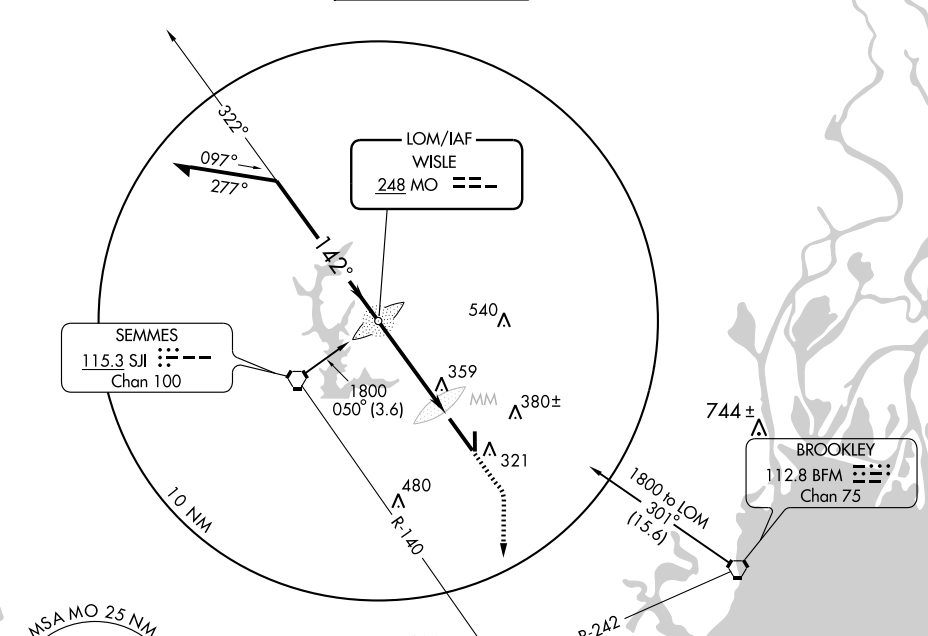 322°
097°
277°
LOM/IAF
WISLE
248 MO
142°
540
SEMMES
115.3 SJI
Chan 100
1800
050° (3.6)
359
MM
380±
321
744±
BROOKLEY
112.8 BFM
Chan 75
1800 to LOM
301°
(15.6)
480
R-140
10 NM
R-242
MSA MO 25 NM